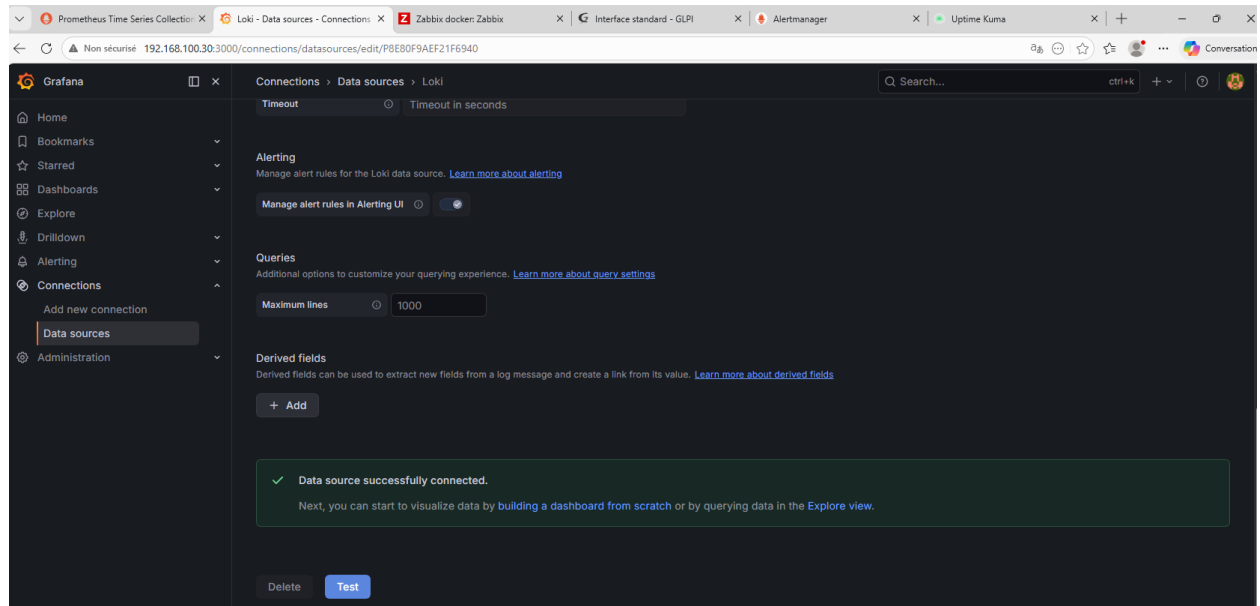 Prometheus Time Series Collection
Loki - Data sources - Connections
Z Zabbix docker: Zabbix
G Interface standard - GLPI
Alertmanager
Uptime Kuma
Non sécurisé 192.168.100.30:3000/connections/datasources/edit/P8E80F9AEF21F6940
Conversation
Grafana
Connections > Data sources > Loki
Search...
ctrl+k
Home
Bookmarks
Starred
Dashboards
Explore
Drilldown
Alerting
Connections
Add new connection
Data sources
Administration
Timeout
Timeout in seconds
Alerting
Manage alert rules for the Loki data source. Learn more about alerting
Manage alert rules in Alerting UI
Queries
Additional options to customize your querying experience. Learn more about query settings
Maximum lines
1000
Derived fields
Derived fields can be used to extract new fields from a log message and create a link from its value. Learn more about derived fields
+ Add
Data source successfully connected.
Next, you can start to visualize data by building a dashboard from scratch or by querying data in the Explore view.
Delete
Test